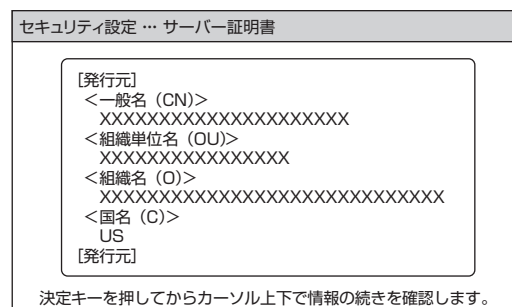 セキュリティ設定 … サーバー証明書
[発行元]
＜一般名（CN)＞
XXXXXXXXXXXXXXXXXXXXX
＜組織単位名（OU)＞
XXXXXXXXXXXXXXXX
＜組織名（O)＞
XXXXXXXXXXXXXXXXXXXXXXXXXXXXX
＜国名（C)＞
US
[発行元]
決定キーを押してからカーソル上下で情報の続きを確認します。